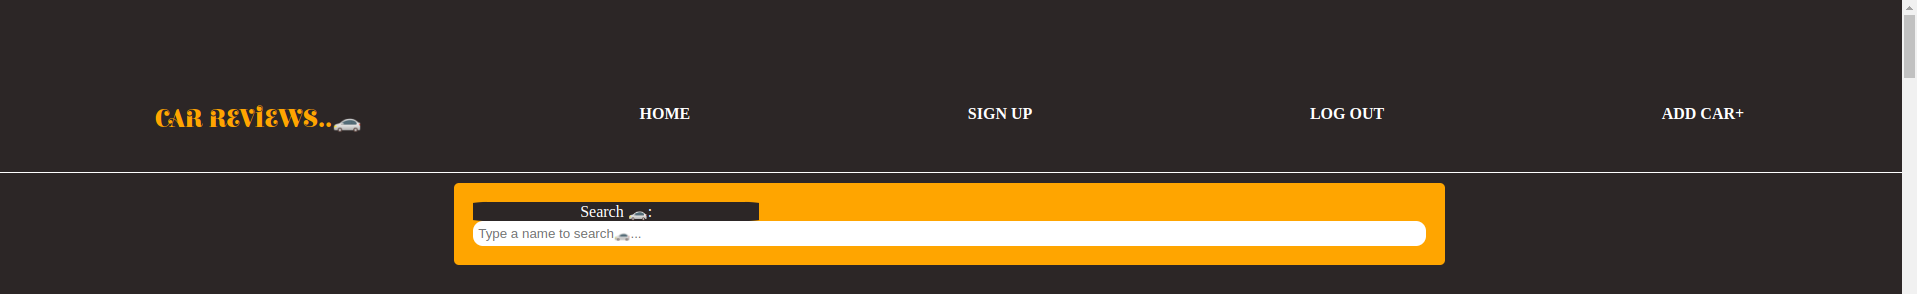 CAR REViEWS..🚗 HOME SIGN UP LOG OUT ADD CAR+
Search 🚗:
Type a name to search🚗...